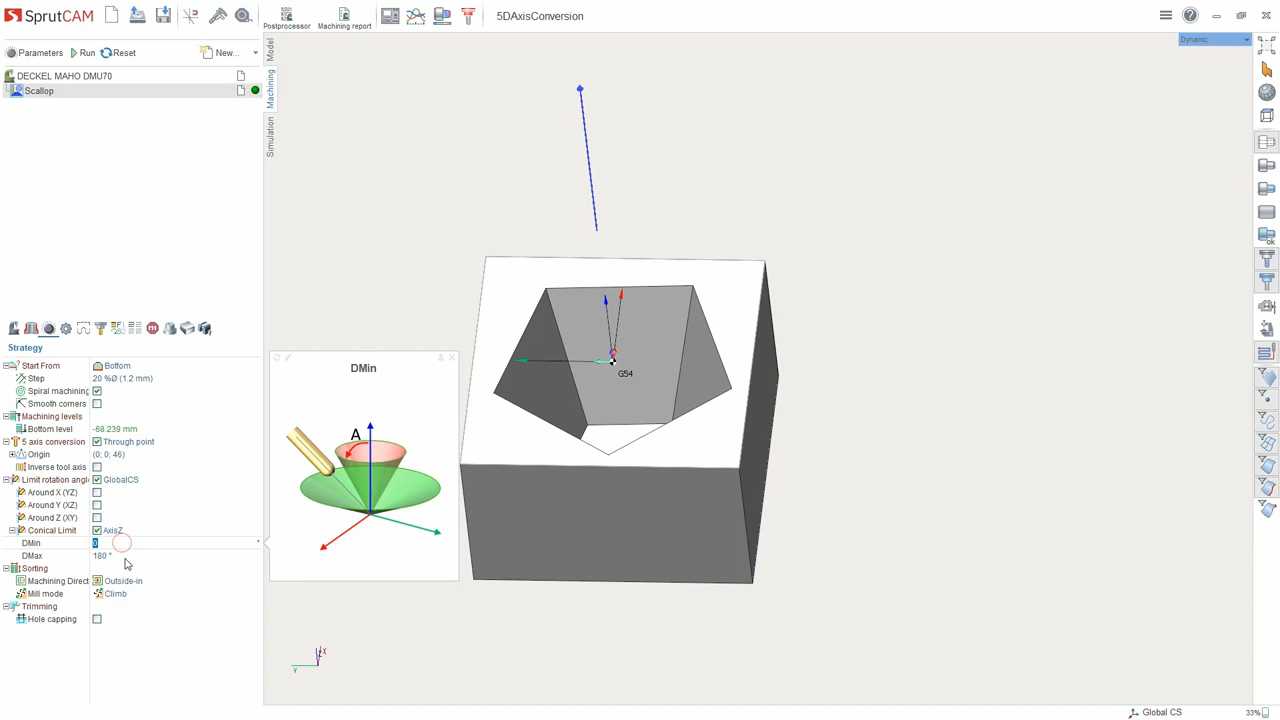 SprutCAM
Postprocessor
Machining report
5DAxisConversion
Parameters
Run
Reset
New...
DECKEL MAHO DMU70
Scallop
Model
Machining
Simulation
Dynamic
ok
Strategy
Start From
Bottom
Step
20 %Ø (1.2 mm)
Spiral machining
Smooth corners
Machining levels
Bottom level
-68.239 mm
5 axis conversion
Through point
Origin
(0; 0; 46)
Inverse tool axis
Limit rotation angle
GlobalCS
Around X (YZ)
Around Y (XZ)
Around Z (XY)
Conical Limit
AxisZ
DMin
0
°
DMax
180 °
Sorting
Machining Direct
Outside-in
Mill mode
Climb
Trimming
Hole capping
DMin
A
G54
X
Y
Global CS
33%